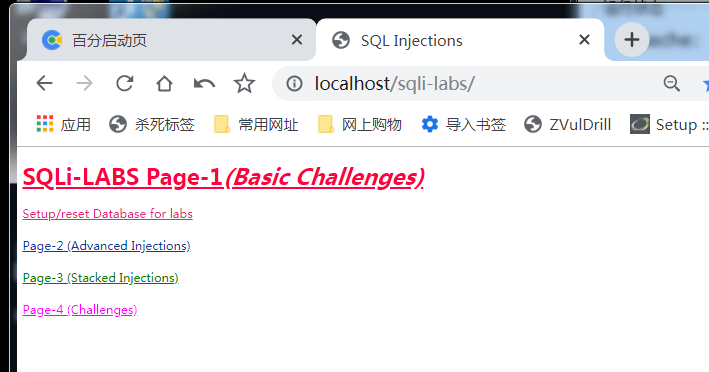 百分启动页
SQL Injections
localhost/sqli-labs/
应用 杀死标签 常用网址 网上购物 导入书签 ZVulDrill Setup ::
SQLi-LABS Page-1(Basic Challenges)
Setup/reset Database for labs
Page-2 (Advanced Injections)
Page-3 (Stacked Injections)
Page-4 (Challenges)